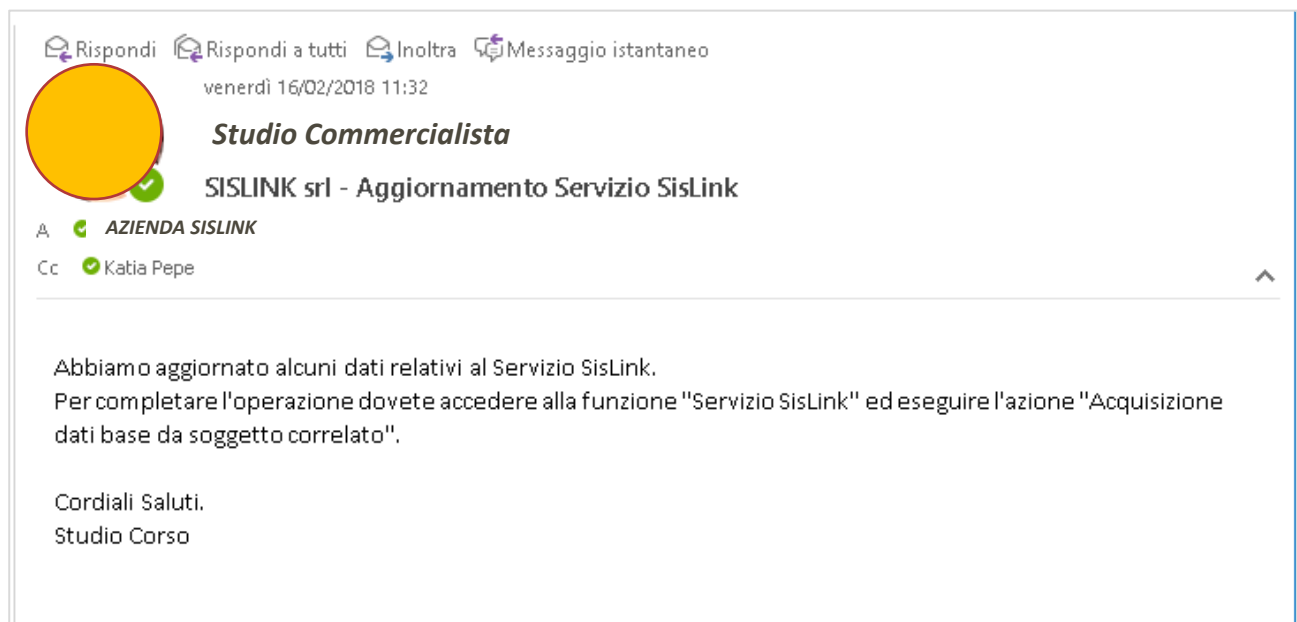 Rispondi Rispondi a tutti Inoltra Messaggio istantaneo
venerdì 16/02/2018 11:32
Studio Commercialista
SISLINK srl - Aggiornamento Servizio SisLink
A AZIENDA SISLINK
Cc Katia Pepe
Abbiamo aggiornato alcuni dati relativi al Servizio SisLink.
Per completare l'operazione dovete accedere alla funzione "Servizio SisLink" ed eseguire l'azione "Acquisizione
dati base da soggetto correlato".
Cordiali Saluti.
Studio Corso